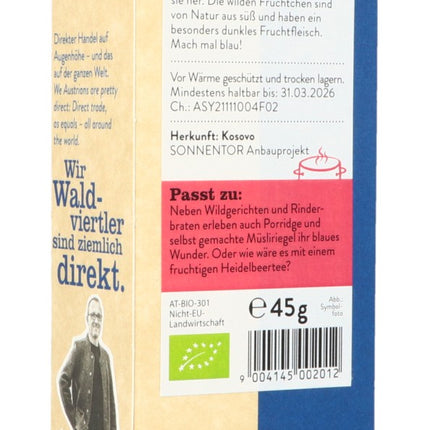 Direkter Handel auf
Augenhöhe – und das
auf der ganzen Welt.
We Austrians are pretty
direct: Direct trade,
as equals – all around
the world.
Wir
Wald-
viertler
sind ziemlich
direkt.
sie her. Die wilden Früchtchen sind
von Natur aus süß und haben ein
besonders dunkles Fruchtfleisch.
Mach mal blau!
Vor Wärme geschützt und trocken lagern.
Mindestens haltbar bis: 31.03.2026
Ch.: ASY21111004F02
Herkunft: Kosovo
SONNENTOR Anbauprojekt
Passt zu:
Neben Wildgerichten und Rinder-
braten erleben auch Porridge und
selbst gemachte Müsliriegel ihr blaues
Wunder. Oder wie wäre es mit einem
fruchtigen Heidelbeertee?
AT-BIO-301
Nicht-EU-
Landwirtschaft
℮45g
Abb.:
Symbol-
foto
9 004145 002012